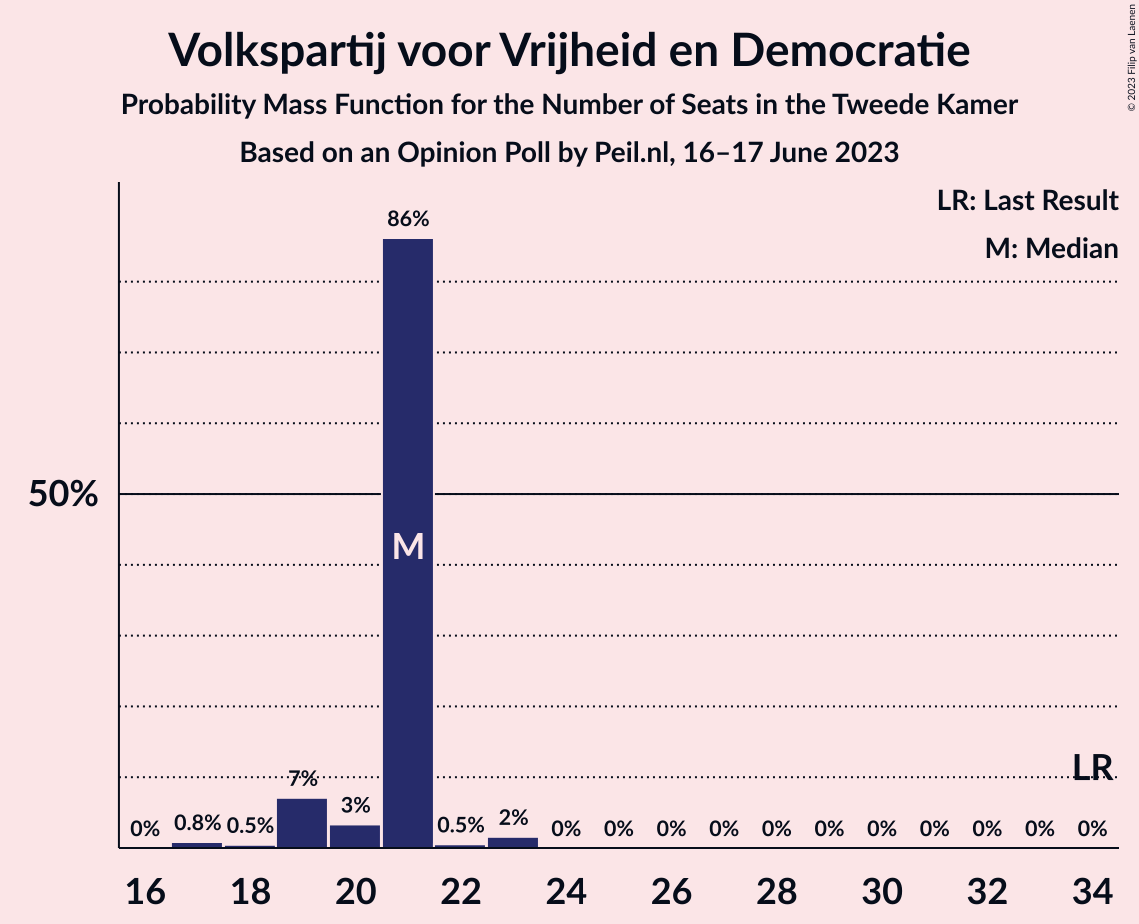 Volkspartij voor Vrijheid en Democratie
Probability Mass Function for the Number of Seats in the Tweede Kamer
Based on an Opinion Poll by Peil.nl, 16–17 June 2023
© 2023 Filip van Laenen
LR: Last Result
M: Median
86%
50%
M
LR
7%
3%
0% 0.8% 0.5% 0.5% 2% 0% 0% 0% 0% 0% 0% 0% 0% 0% 0% 0%
16 18 20 22 24 26 28 30 32 34